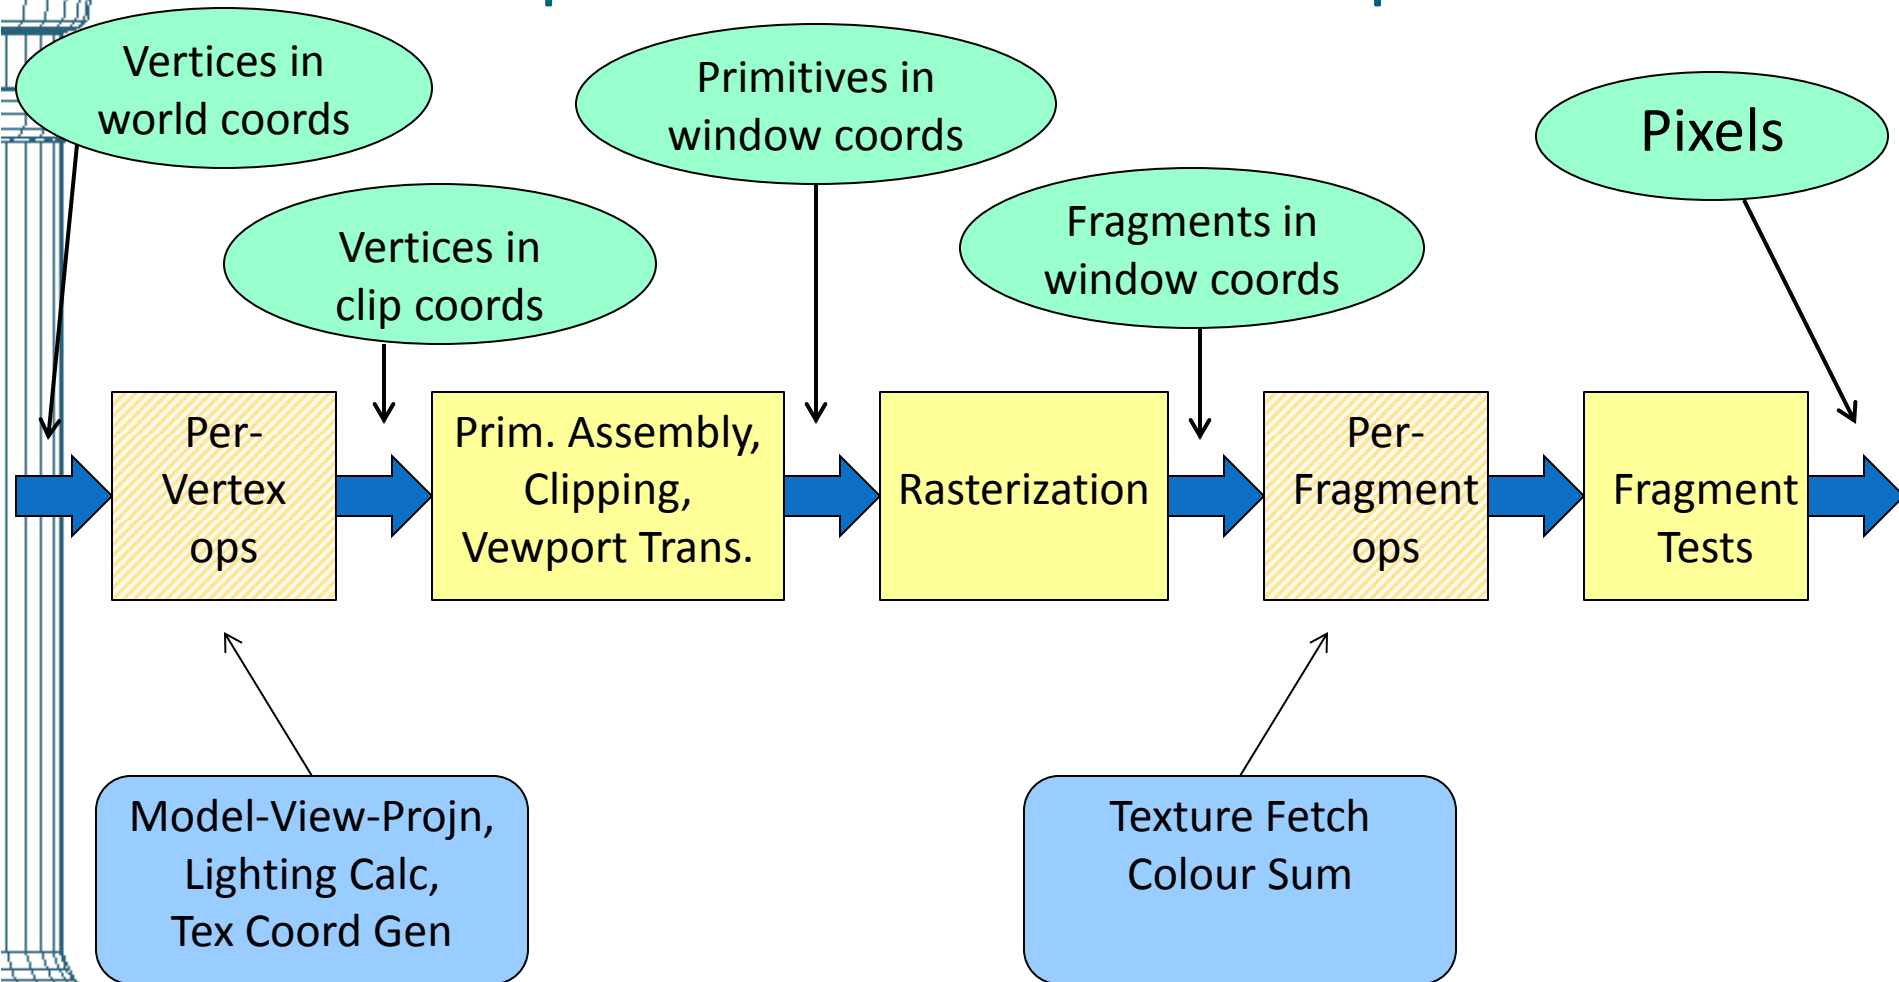 Vertices in
world coords
Primitives in
window coords
Pixels
Vertices in
clip coords
Fragments in
window coords
Per-
Vertex
ops
Prim. Assembly,
Clipping,
Vewport Trans.
Rasterization
Per-
Fragment
ops
Fragment
Tests
Model-View-Projn,
Lighting Calc,
Tex Coord Gen
Texture Fetch
Colour Sum